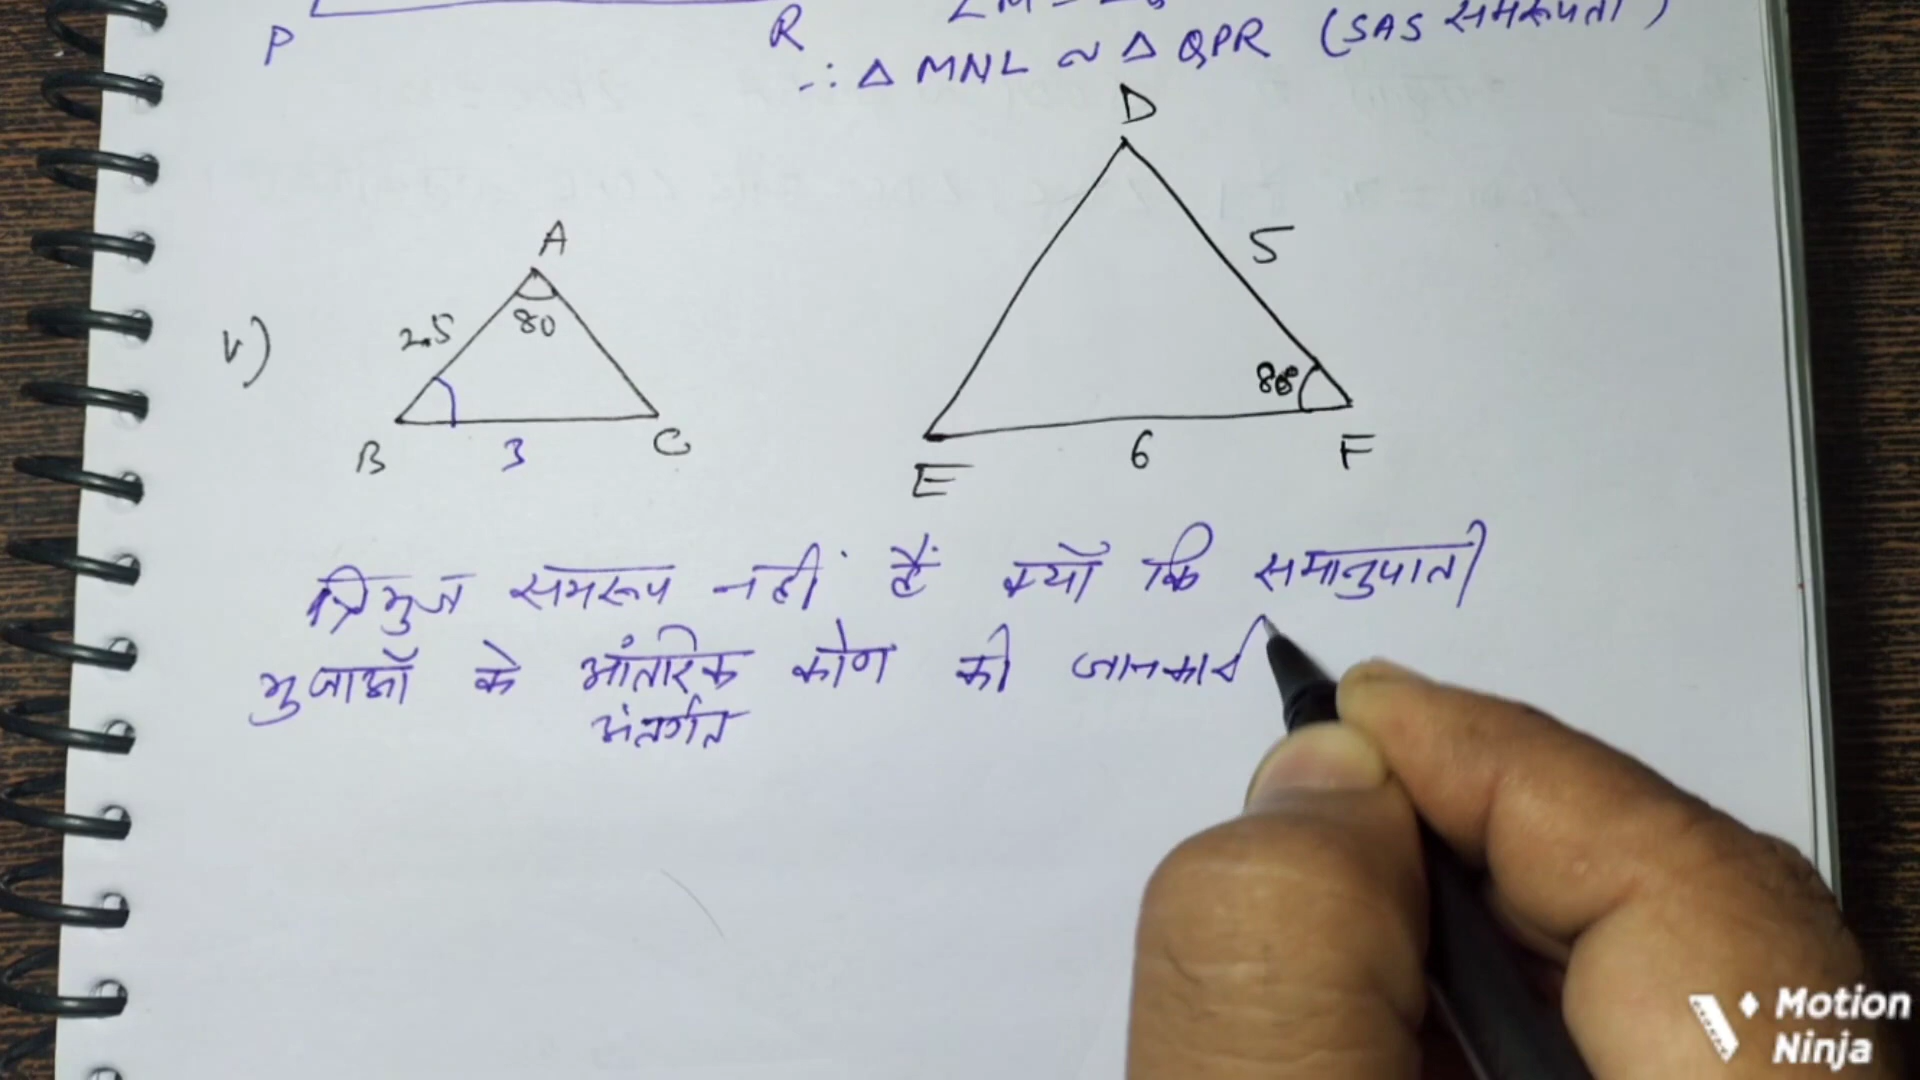 P R
∴ Δ MNL ~ Δ QPR (SAS समरूपता)
D
A
5
v)
2.5
80
80°
B
3
C
6
F
E
त्रिभुज समरूप नहीं हैं क्यों कि समानुपाती
भुजाओं के आंतरिक कोण की जानकारी
अंतर्गत
Motion
Ninja